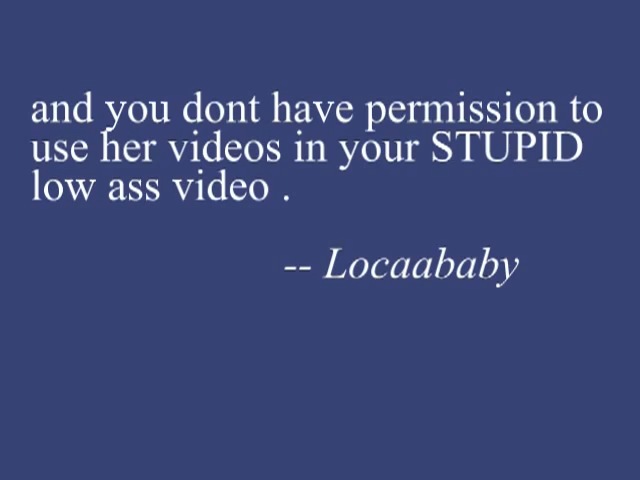 and you dont have permission to
use her videos in your STUPID
low ass video .
-- Locaababy